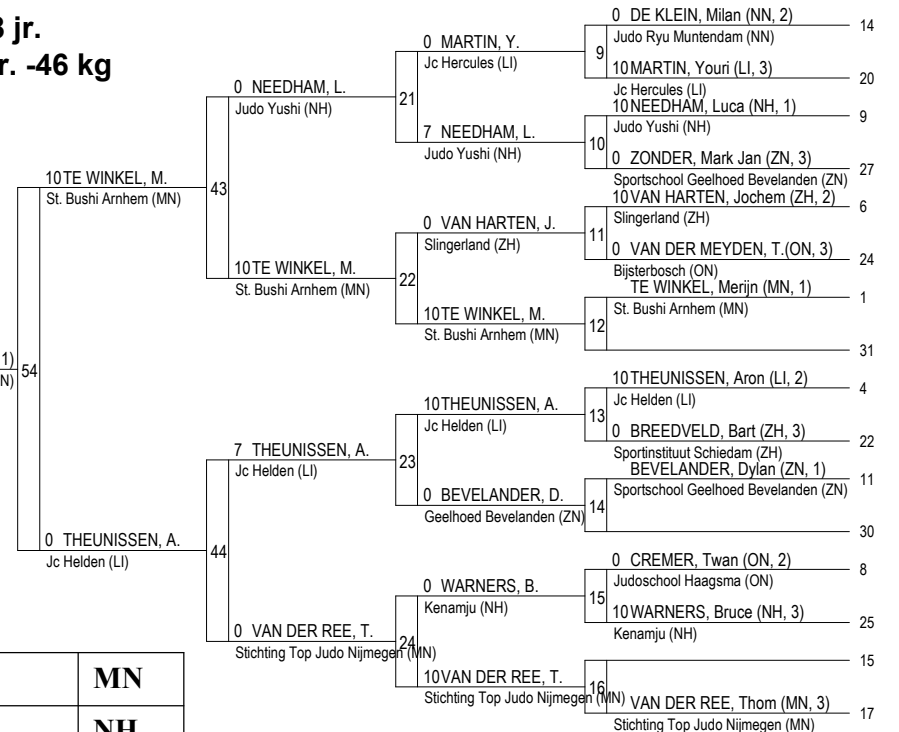 3 jr.
r. -46 kg
0 DE KLEIN, Milan (NN, 2)
14
Judo Ryu Muntendam (NN)
9
10 MARTIN, Youri (LI, 3)
20
Jc Hercules (LI)
0 MARTIN, Y.
Jc Hercules (LI)
21
7 NEEDHAM, L.
Judo Yushi (NH)
10 NEEDHAM, Luca (NH, 1)
9
Judo Yushi (NH)
10
0 ZONDER, Mark Jan (ZN, 3)
27
Sportschool Geelhoed Bevelanden (ZN)
0 NEEDHAM, L.
Judo Yushi (NH)
43
10 TE WINKEL, M.
St. Bushi Arnhem (MN)
10 VAN HARTEN, Jochem (ZH, 2)
6
Slingerland (ZH)
11
0 VAN DER MEYDEN, T.(ON, 3)
24
Bijsterbosch (ON)
0 VAN HARTEN, J.
Slingerland (ZH)
22
10 TE WINKEL, M.
St. Bushi Arnhem (MN)
TE WINKEL, Merijn (MN, 1)
1
St. Bushi Arnhem (MN)
12
31
10 TE WINKEL, M.
St. Bushi Arnhem (MN)
1)
N)
54
0 THEUNISSEN, A.
Jc Helden (LI)
10 THEUNISSEN, Aron (LI, 2)
4
Jc Helden (LI)
13
0 BREEDVELD, Bart (ZH, 3)
22
Sportinstituut Schiedam (ZH)
10 THEUNISSEN, A.
Jc Helden (LI)
23
0 BEVELANDER, D.
Geelhoed Bevelanden (ZN)
BEVELANDER, Dylan (ZN, 1)
11
Sportschool Geelhoed Bevelanden (ZN)
14
30
7 THEUNISSEN, A.
Jc Helden (LI)
44
0 VAN DER REE, T.
Stichting Top Judo Nijmegen (MN)
0 CREMER, Twan (ON, 2)
8
Judoschool Haagsma (ON)
15
10 WARNERS, Bruce (NH, 3)
25
Kenamju (NH)
0 WARNERS, B.
Kenamju (NH)
24
10 VAN DER REE, T.
Stichting Top Judo Nijmegen (MN)
15
16
VAN DER REE, Thom (MN, 3)
17
Stichting Top Judo Nijmegen (MN)
MN
NH